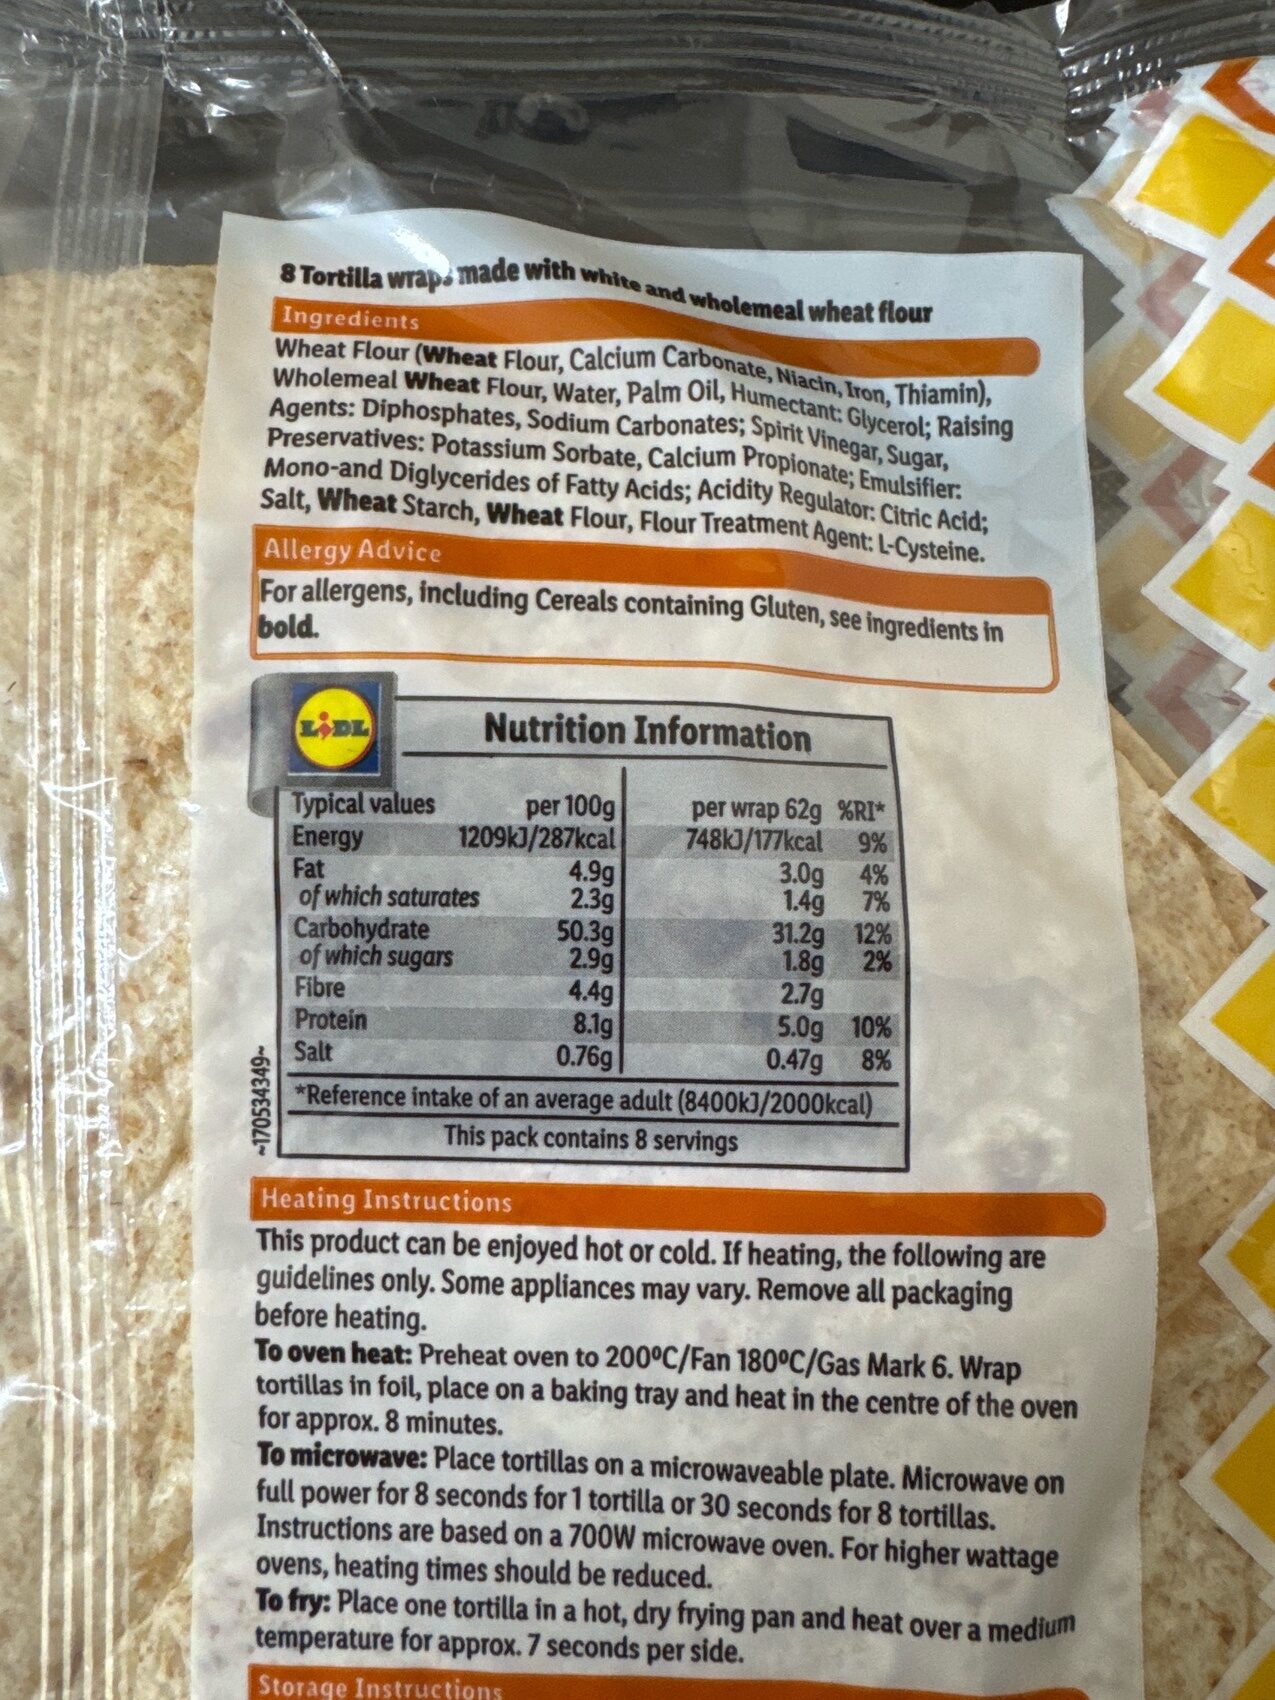 8 Tortilla wraps made with white and wholemeal wheat flour
Ingredients
Wheat Flour (Wheat Flour, Calcium Carbonate, Niacin, Iron, Thiamin),
Wholemeal Wheat Flour, Water, Palm Oil, Humectant: Glycerol; Raising
Agents: Diphosphates, Sodium Carbonates; Spirit Vinegar, Sugar,
Preservatives: Potassium Sorbate, Calcium Propionate; Emulsifier:
Mono-and Diglycerides of Fatty Acids; Acidity Regulator: Citric Acid;
Salt, Wheat Starch, Wheat Flour, Flour Treatment Agent: L-Cysteine.
Allergy Advice
For allergens, including Cereals containing Gluten, see ingredients in
bold.
LIDL
Nutrition Information
Typical values per 100g per wrap 62g %RI*
Energy 1209kJ/287kcal 748kJ/177kcal 9%
Fat 4.9g 3.0g 4%
of which saturates 2.3g 1.4g 7%
Carbohydrate 50.3g 31.2g 12%
of which sugars 2.9g 1.8g 2%
Fibre 4.4g 2.7g
Protein 8.1g 5.0g 10%
Salt 0.76g 0.47g 8%
*Reference intake of an average adult (8400kJ/2000kcal)
This pack contains 8 servings
~170534349~
Heating Instructions
This product can be enjoyed hot or cold. If heating, the following are
guidelines only. Some appliances may vary. Remove all packaging
before heating.
To oven heat: Preheat oven to 200ºC/Fan 180ºC/Gas Mark 6. Wrap
tortillas in foil, place on a baking tray and heat in the centre of the oven
for approx. 8 minutes.
To microwave: Place tortillas on a microwaveable plate. Microwave on
full power for 8 seconds for 1 tortilla or 30 seconds for 8 tortillas.
Instructions are based on a 700W microwave oven. For higher wattage
ovens, heating times should be reduced.
To fry: Place one tortilla in a hot, dry frying pan and heat over a medium
temperature for approx. 7 seconds per side.
Storage Instructions